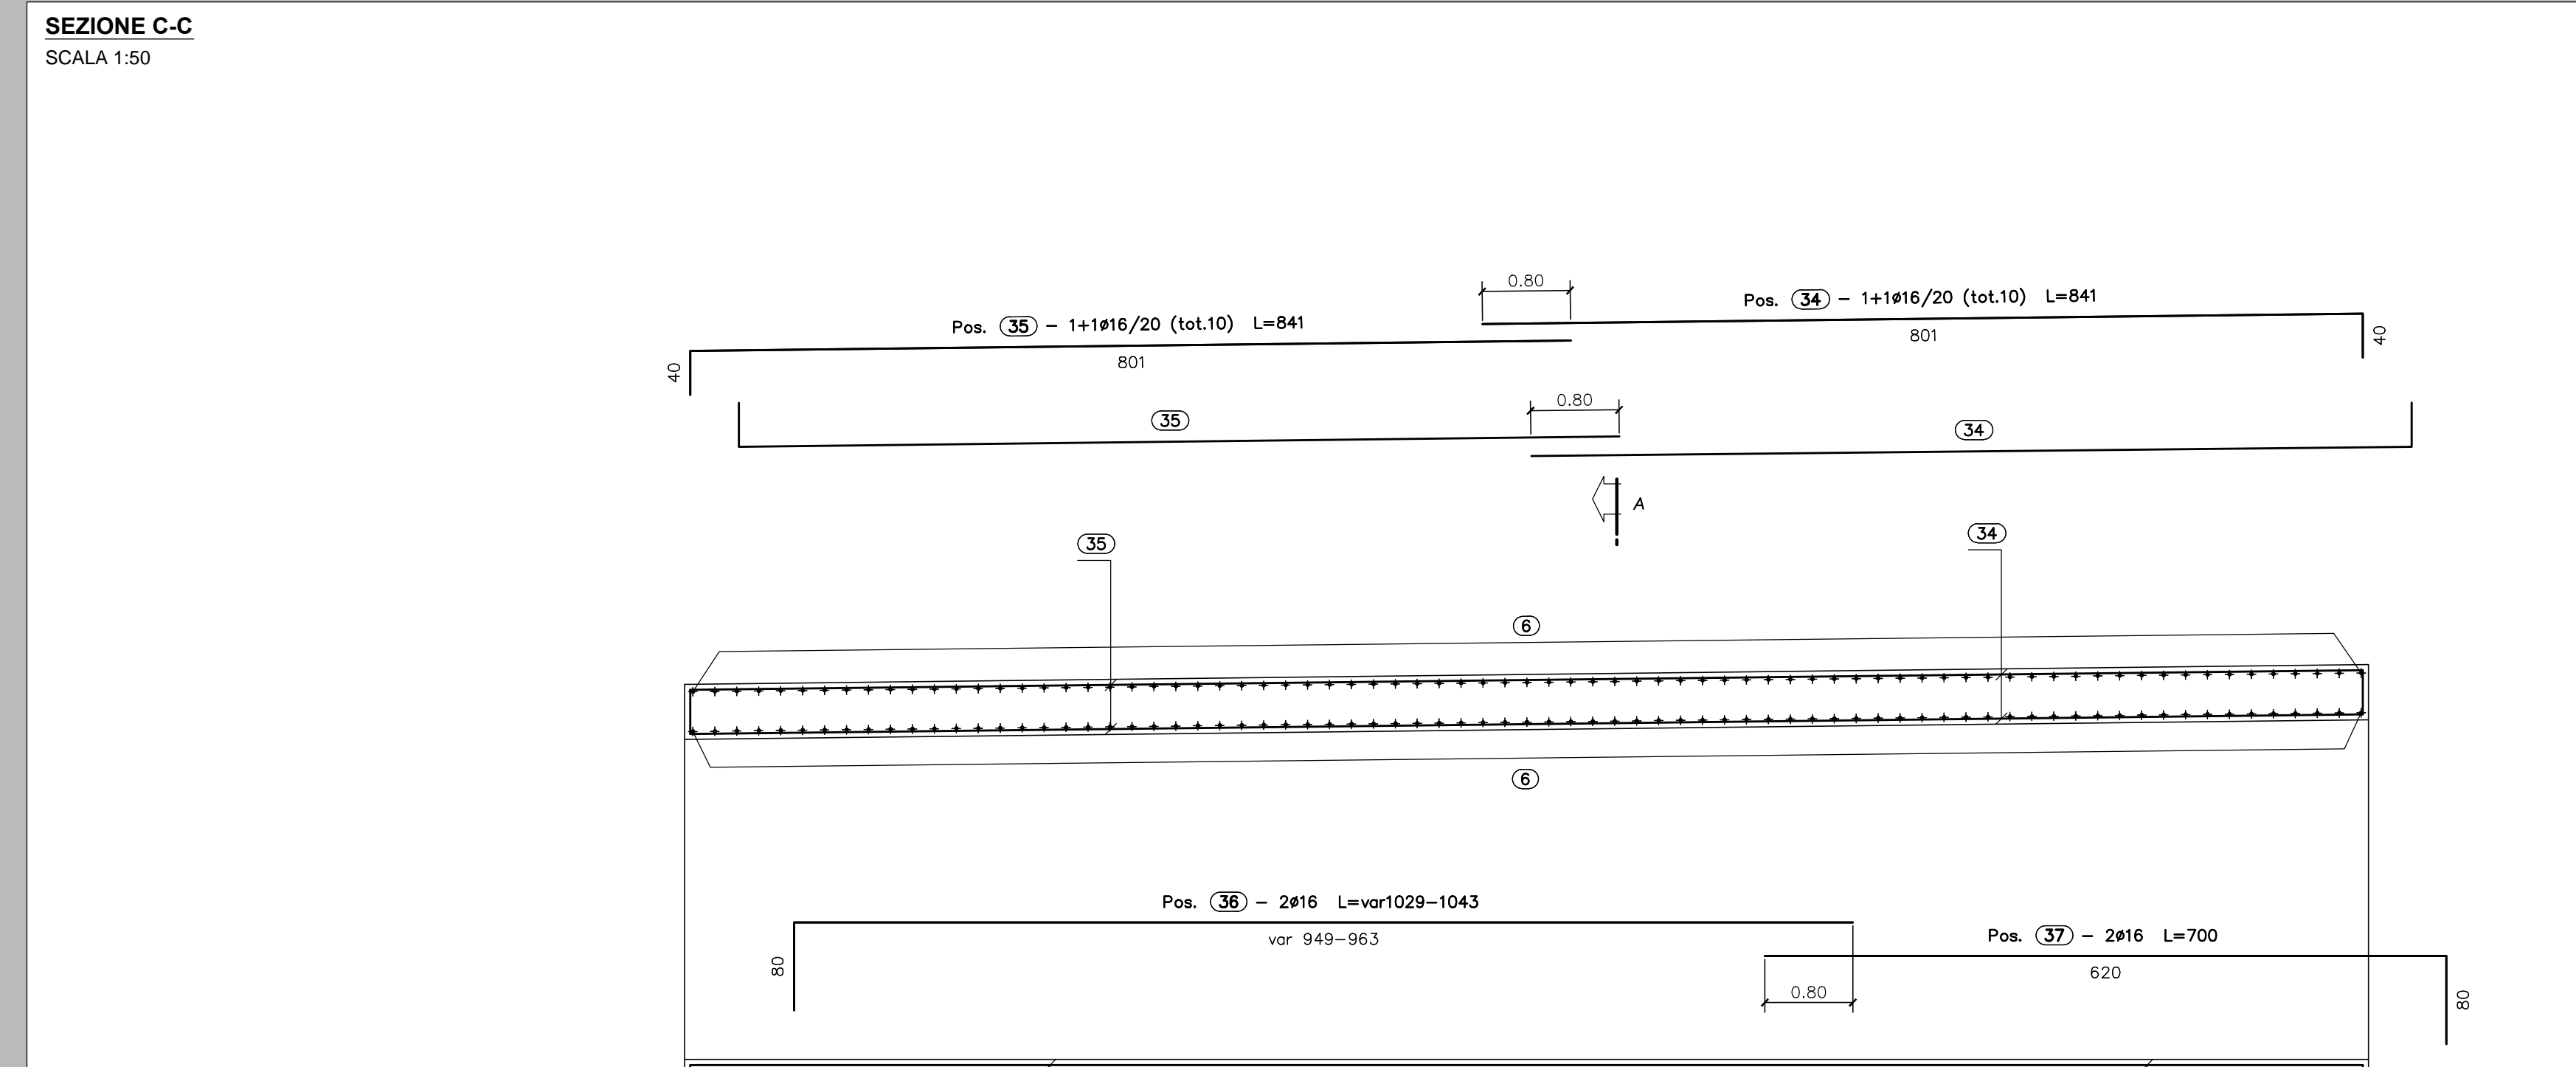 SEZIONE C-C
SCALA 1:50
0.80
Pos. 34 - 1+1ø16/20 (tot.10) L=841
Pos. 35 - 1+1ø16/20 (tot.10) L=841
801
40
40
801
0.80
35
34
A
35
34
6
6
Pos. 36 - 2ø16 L=var1029-1043
var 949-963
80
Pos. 37 - 2ø16 L=700
620
0.80
80